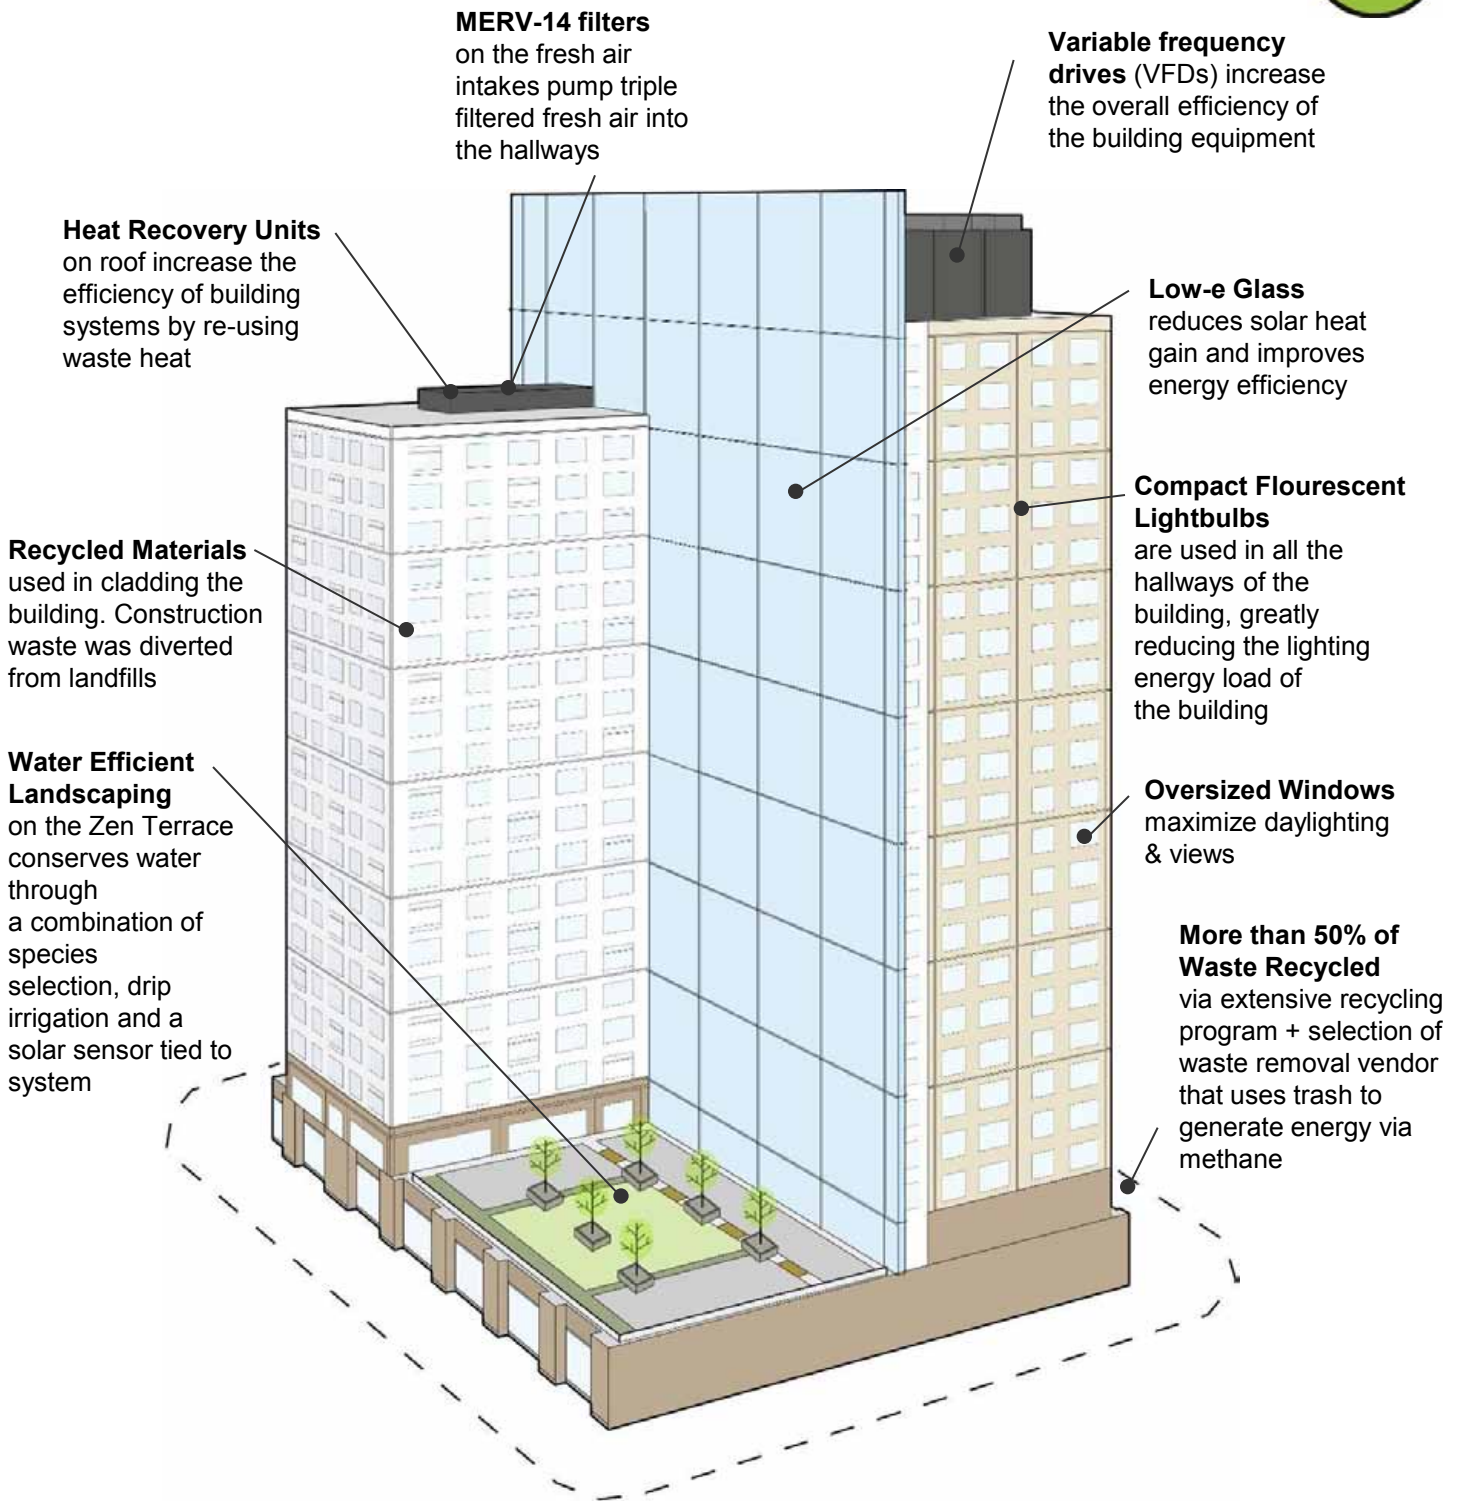 MERV-14 filters
on the fresh air
intakes pump triple
filtered fresh air into
the hallways
Variable frequency
drives (VFDs) increase
the overall efficiency of
the building equipment
Heat Recovery Units
on roof increase the
efficiency of building
systems by re-using
waste heat
Low-e Glass
reduces solar heat
gain and improves
energy efficiency
Compact Flourescent
Lightbulbs
are used in all the
hallways of the
building, greatly
reducing the lighting
energy load of
the building
Recycled Materials
used in cladding the
building. Construction
waste was diverted
from landfills
Water Efficient
Landscaping
on the Zen Terrace
conserves water
through
a combination of
species
selection, drip
irrigation and a
solar sensor tied to
system
Oversized Windows
maximize daylighting
& views
More than 50% of
Waste Recycled
via extensive recycling
program + selection of
waste removal vendor
that uses trash to
generate energy via
methane